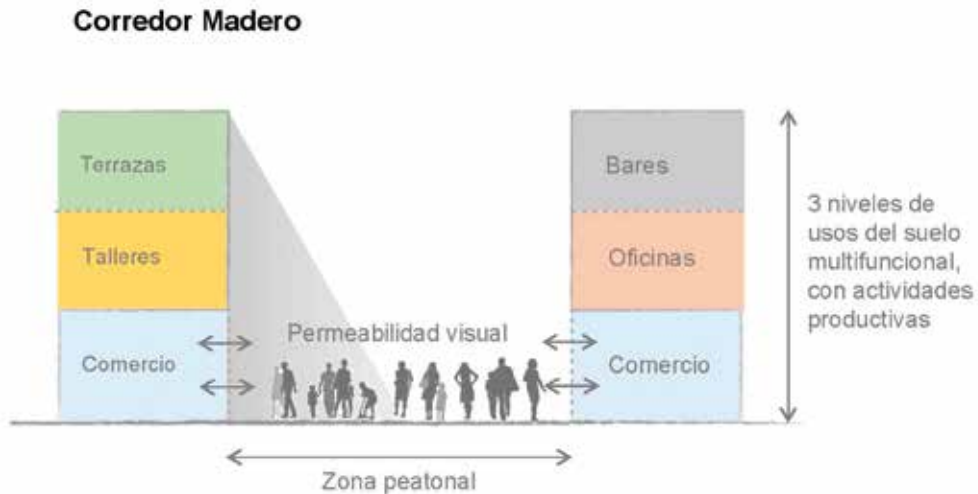 Corredor Madero
Terrazas
Talleres
Comercio
Permeabilidad visual
Bares
Oficinas
Comercio
3 niveles de
usos del suelo
multifuncional,
con actividades
productivas
Zona peatonal